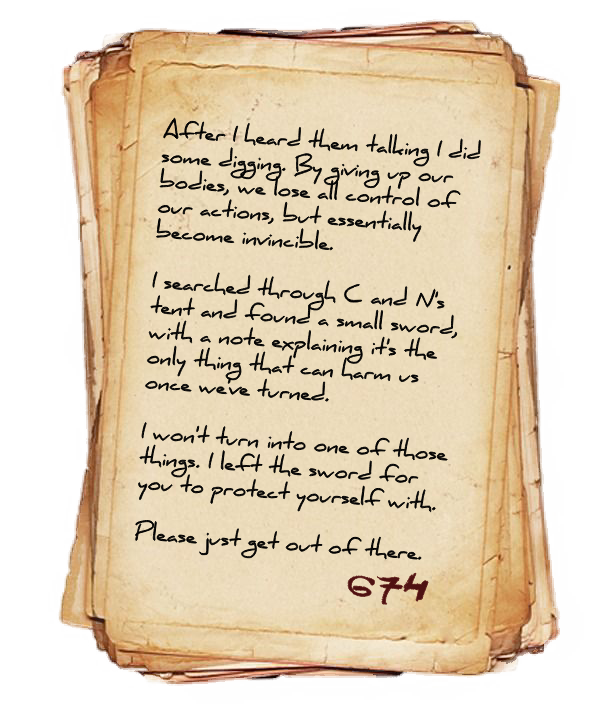 After I heard them talking I did
some digging. By giving up our
bodies, we lose all control of
our actions, but essentially
become invincible.
I searched through C and N's
tent and found a small sword,
with a note explaining it's the
only thing that can harm us
once we've turned.
I won't turn into one of those
things. I left the sword for
you to protect yourself with.
Please just get out of there.
674